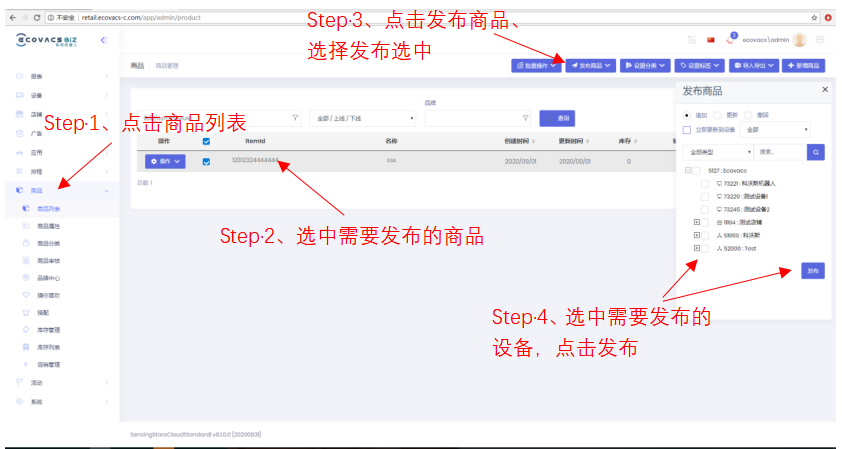 不安全 | retail.ecovacs-c.com/app/admin/product
Step·3、点击发布商品、
选择发布选中
ECOVACS BIZ
ecovacs\admin
2
商品 商品管理
批量操作 发布商品 设置分类 设置标签 导入导出 新增商品
报表
设备
店铺
广告
应用
排程
商品
商品列表
商品属性
商品分类
商品审核
品牌中心
猜你喜欢
搭配
库存管理
库存列表
促销管理
活动
系统
Step·1、点击商品列表
品牌
全部 / 上线 / 下线
查询
操作 ItemId 名称 创建时间 更新时间 库存
操作 12312324444444 sss 2020/09/01 2020/09/01 0
总数: 1
Step·2、选中需要发布的商品
发布商品
追加 更新 撤回
立即更新到设备 全部
全部类型 搜索...
5127 : Ecovacs
73221 : 科沃斯机器人
73229 : 测试设备1
73245 : 测试设备2
11194 : 测试店铺
51995 : 科沃斯
52000 : Test
发布
Step·4、选中需要发布的
设备，点击发布
SensingStoreCloudStandard| v8.1.0.0 [20200831]